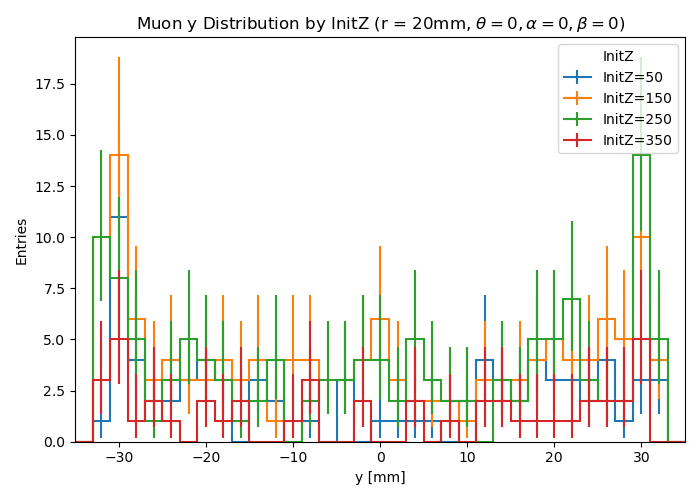 Muon y Distribution by InitZ (r = 20mm, θ = 0, α = 0, β = 0)
InitZ
InitZ=50
InitZ=150
InitZ=250
InitZ=350
17.5
15.0
12.5
10.0
7.5
5.0
2.5
0.0
Entries
−30 −20 −10 0 10 20 30
y [mm]